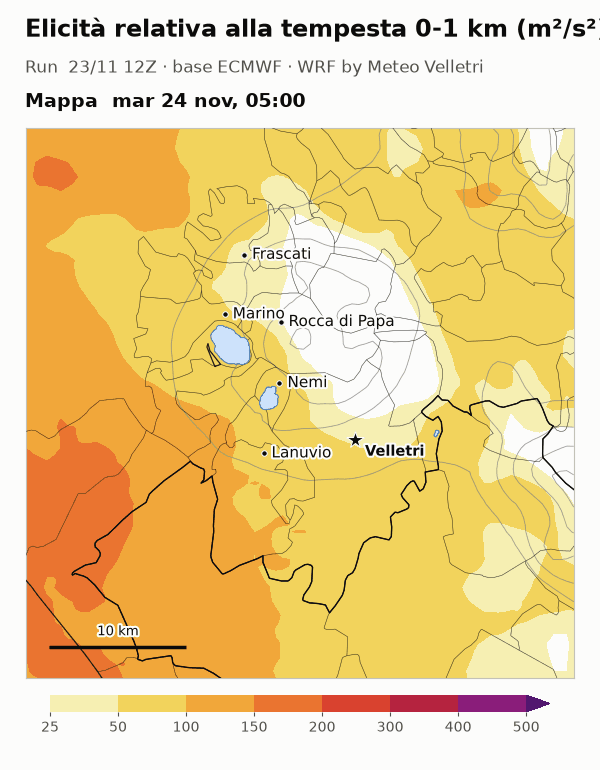 Elicità relativa alla tempesta 0-1 km (m²/s²)
Run 23/11 12Z · base ECMWF · WRF by Meteo Velletri
Mappa mar 24 nov, 05:00
Frascati
Marino
Rocca di Papa
Nemi
Velletri
Lanuvio
10 km
25 50 100 150 200 300 400 500